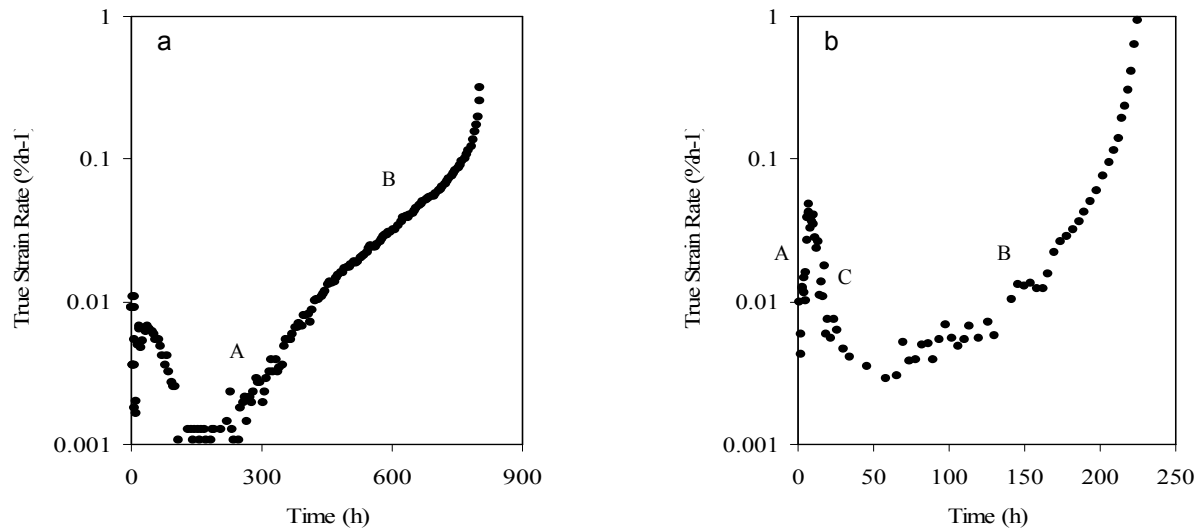 a
1
0.1
0.01
0.001
True Strain Rate (%h-1)
A
B
0
300
600
900
Time (h)
b
1
0.1
0.01
0.001
True Strain Rate (%h-1)
A
C
B
0
50
100
150
200
250
Time (h)